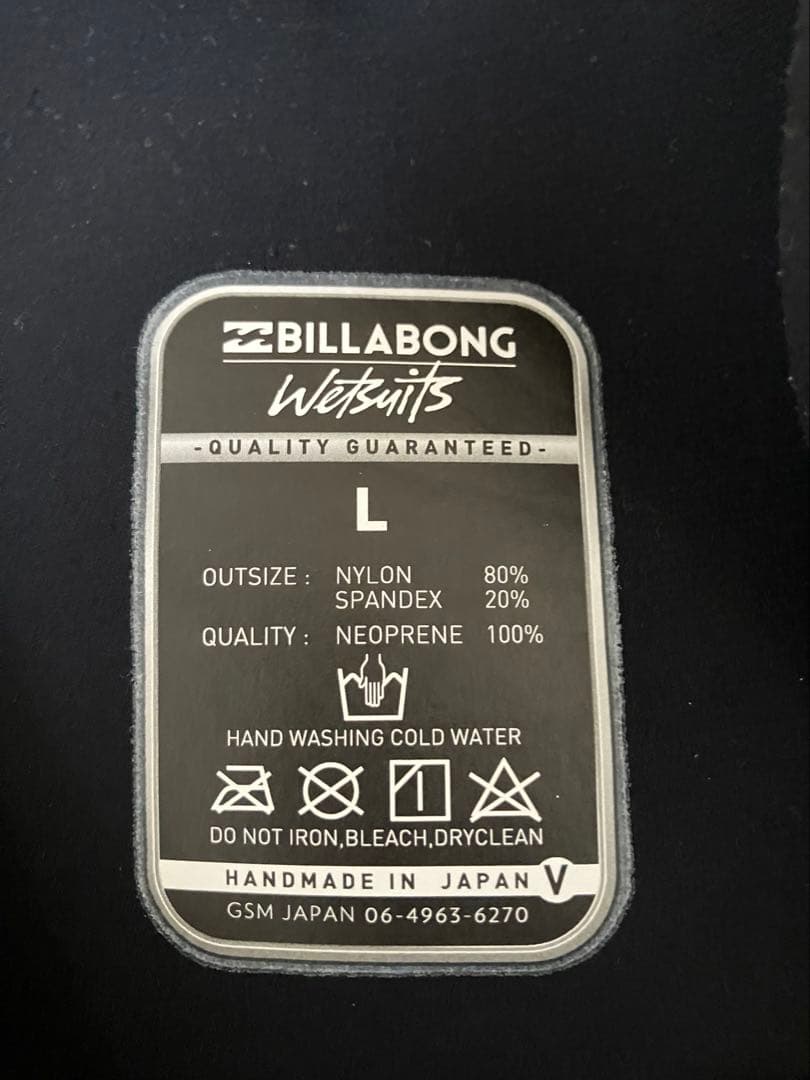 BILLABONG
Wetsuits
-QUALITY GUARANTEED-
L
OUTSIZE : NYLON 80%
SPANDEX 20%
QUALITY : NEOPRENE 100%
HAND WASHING COLD WATER
DO NOT IRON,BLEACH,DRYCLEAN
HANDMADE IN JAPAN V
GSM JAPAN 06-4963-6270